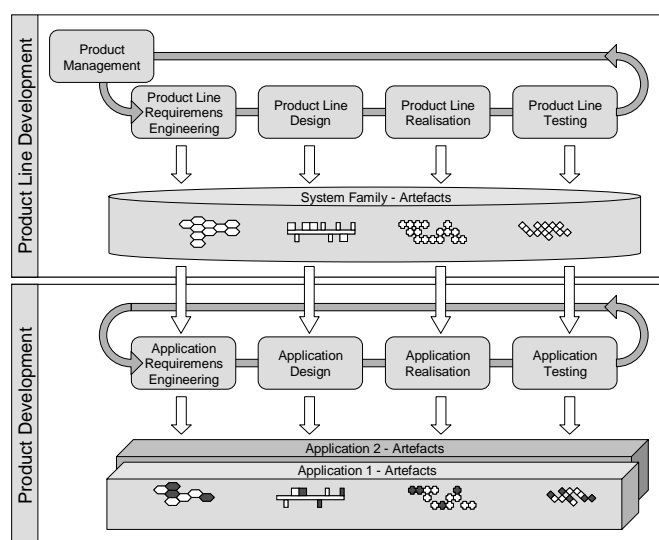 Product Line Development
Product
Management
Product Line
Requiremens
Engineering
Product Line
Design
Product Line
Realisation
Product Line
Testing
System Family - Artefacts
Product Development
Application
Requiremens
Engineering
Application
Design
Application
Realisation
Application
Testing
Application 2 - Artefacts
Application 1 - Artefacts